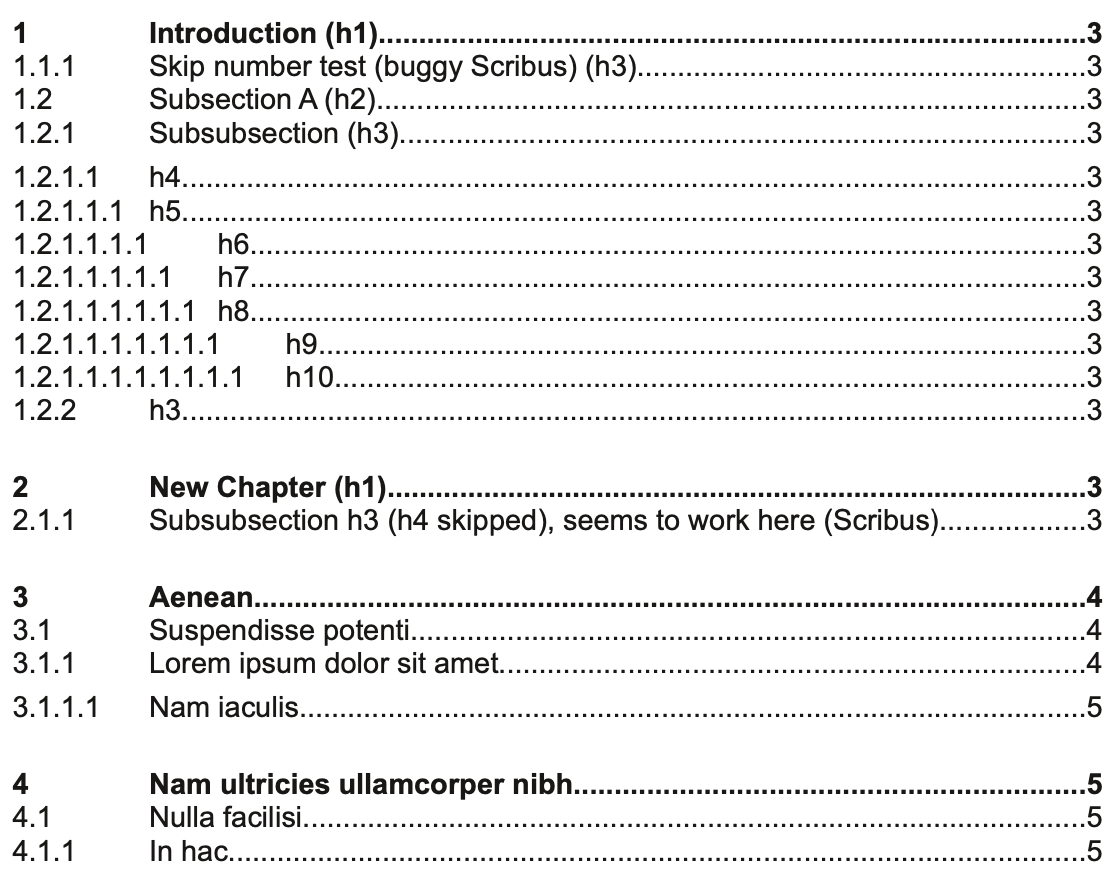 1 Introduction (h1)........................................................................................3
1.1.1 Skip number test (buggy Scribus) (h3)........................................................3
1.2 Subsection A (h2)........................................................................................3
1.2.1 Subsubsection (h3).....................................................................................3
1.2.1.1 h4................................................................................................................3
1.2.1.1.1 h5................................................................................................................3
1.2.1.1.1.1 h6.......................................................................................................3
1.2.1.1.1.1.1 h7.......................................................................................................3
1.2.1.1.1.1.1.1 h8.......................................................................................................3
1.2.1.1.1.1.1.1.1 h9...............................................................................................3
1.2.1.1.1.1.1.1.1.1 h10.............................................................................................3
1.2.2 h3................................................................................................................3
2 New Chapter (h1).......................................................................................3
2.1.1 Subsubsection h3 (h4 skipped), seems to work here (Scribus)..................3
3 Aenean.......................................................................................................4
3.1 Suspendisse potenti....................................................................................4
3.1.1 Lorem ipsum dolor sit amet.........................................................................4
3.1.1.1 Nam iaculis..................................................................................................5
4 Nam ultricies ullamcorper nibh................................................................5
4.1 Nulla facilisi..................................................................................................5
4.1.1 In hac...........................................................................................................5